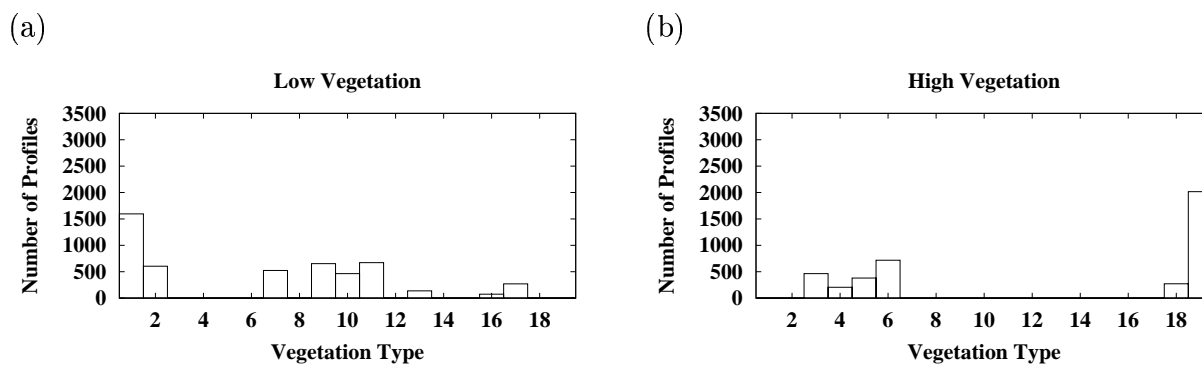 (a)
Low Vegetation
Number of Profiles
3500
3000
2500
2000
1500
1000
500
0
2 4 6 8 10 12 14 16 18
Vegetation Type
(b)
High Vegetation
Number of Profiles
3500
3000
2500
2000
1500
1000
500
0
2 4 6 8 10 12 14 16 18
Vegetation Type